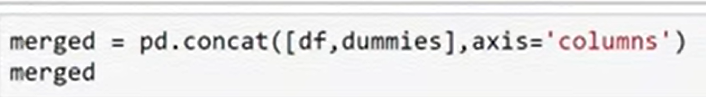 merged = pd.concat([df,dummies],axis='columns')
merged